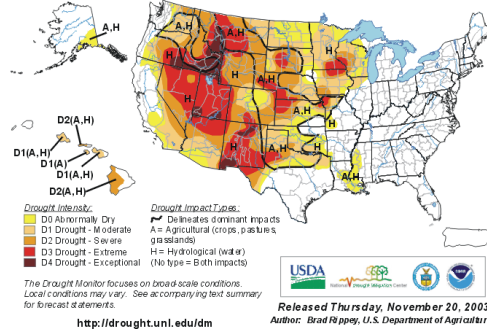 A,H
A,H
A,H
H
H
H
H
A,H
A,H
H
A,H
A,H
H
A,H
D2(A,H)
D1(A,H)
D1(A)
D1(A,H)
D2(A,H)
Drought Intensity:
D0 Abnormally Dry
D1 Drought - Moderate
D2 Drought - Severe
D3 Drought - Extreme
D4 Drought - Exceptional
Drought Impact Types:
Delineates dominant impacts
A = Agricultural (crops, pastures,
grasslands)
H = Hydrological (water)
(No type = Both impacts)
The Drought Monitor focuses on broad-scale conditions.
Local conditions may vary. See accompanying text summary
for forecast statements.
http://drought.unl.edu/dm
USDA
National Drought Mitigation Center
Released Thursday, November 20, 2003
Author: Brad Rippey, U.S. Department of Agricultur